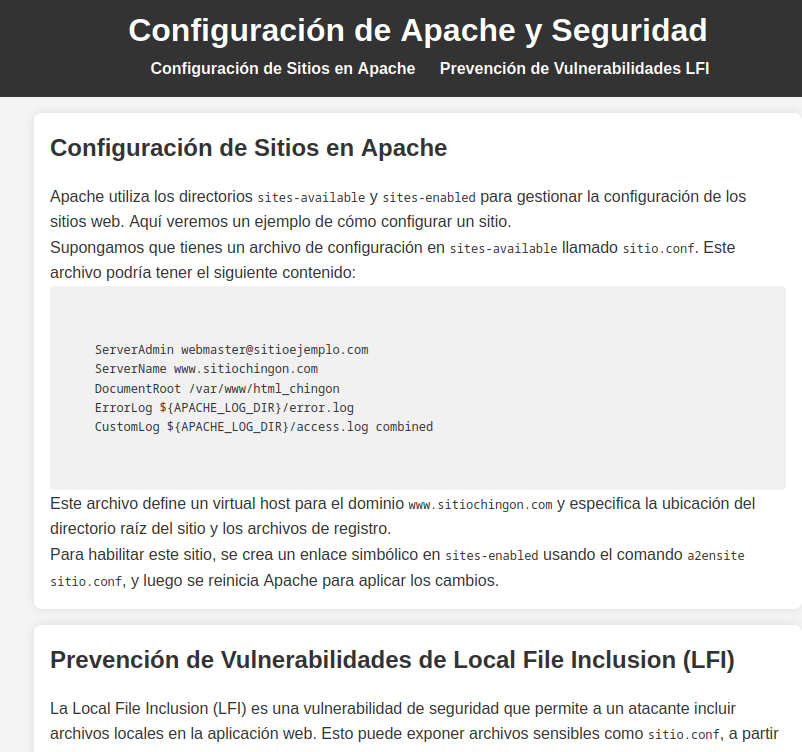 Configuración de Apache y Seguridad
Configuración de Sitios en Apache Prevención de Vulnerabilidades LFI
Configuración de Sitios en Apache
Apache utiliza los directorios sites-available y sites-enabled para gestionar la configuración de los
sitios web. Aquí veremos un ejemplo de cómo configurar un sitio.
Supongamos que tienes un archivo de configuración en sites-available llamado sitio.conf. Este
archivo podría tener el siguiente contenido:
ServerAdmin webmaster@sitioejemplo.com
ServerName www.sitiochingon.com
DocumentRoot /var/www/html_chingon
ErrorLog ${APACHE_LOG_DIR}/error.log
CustomLog ${APACHE_LOG_DIR}/access.log combined
Este archivo define un virtual host para el dominio www.sitiochingon.com y especifica la ubicación del
directorio raíz del sitio y los archivos de registro.
Para habilitar este sitio, se crea un enlace simbólico en sites-enabled usando el comando a2ensite
sitio.conf, y luego se reinicia Apache para aplicar los cambios.
Prevención de Vulnerabilidades de Local File Inclusion (LFI)
La Local File Inclusion (LFI) es una vulnerabilidad de seguridad que permite a un atacante incluir
archivos locales en la aplicación web. Esto puede exponer archivos sensibles como sitio.conf, a partir